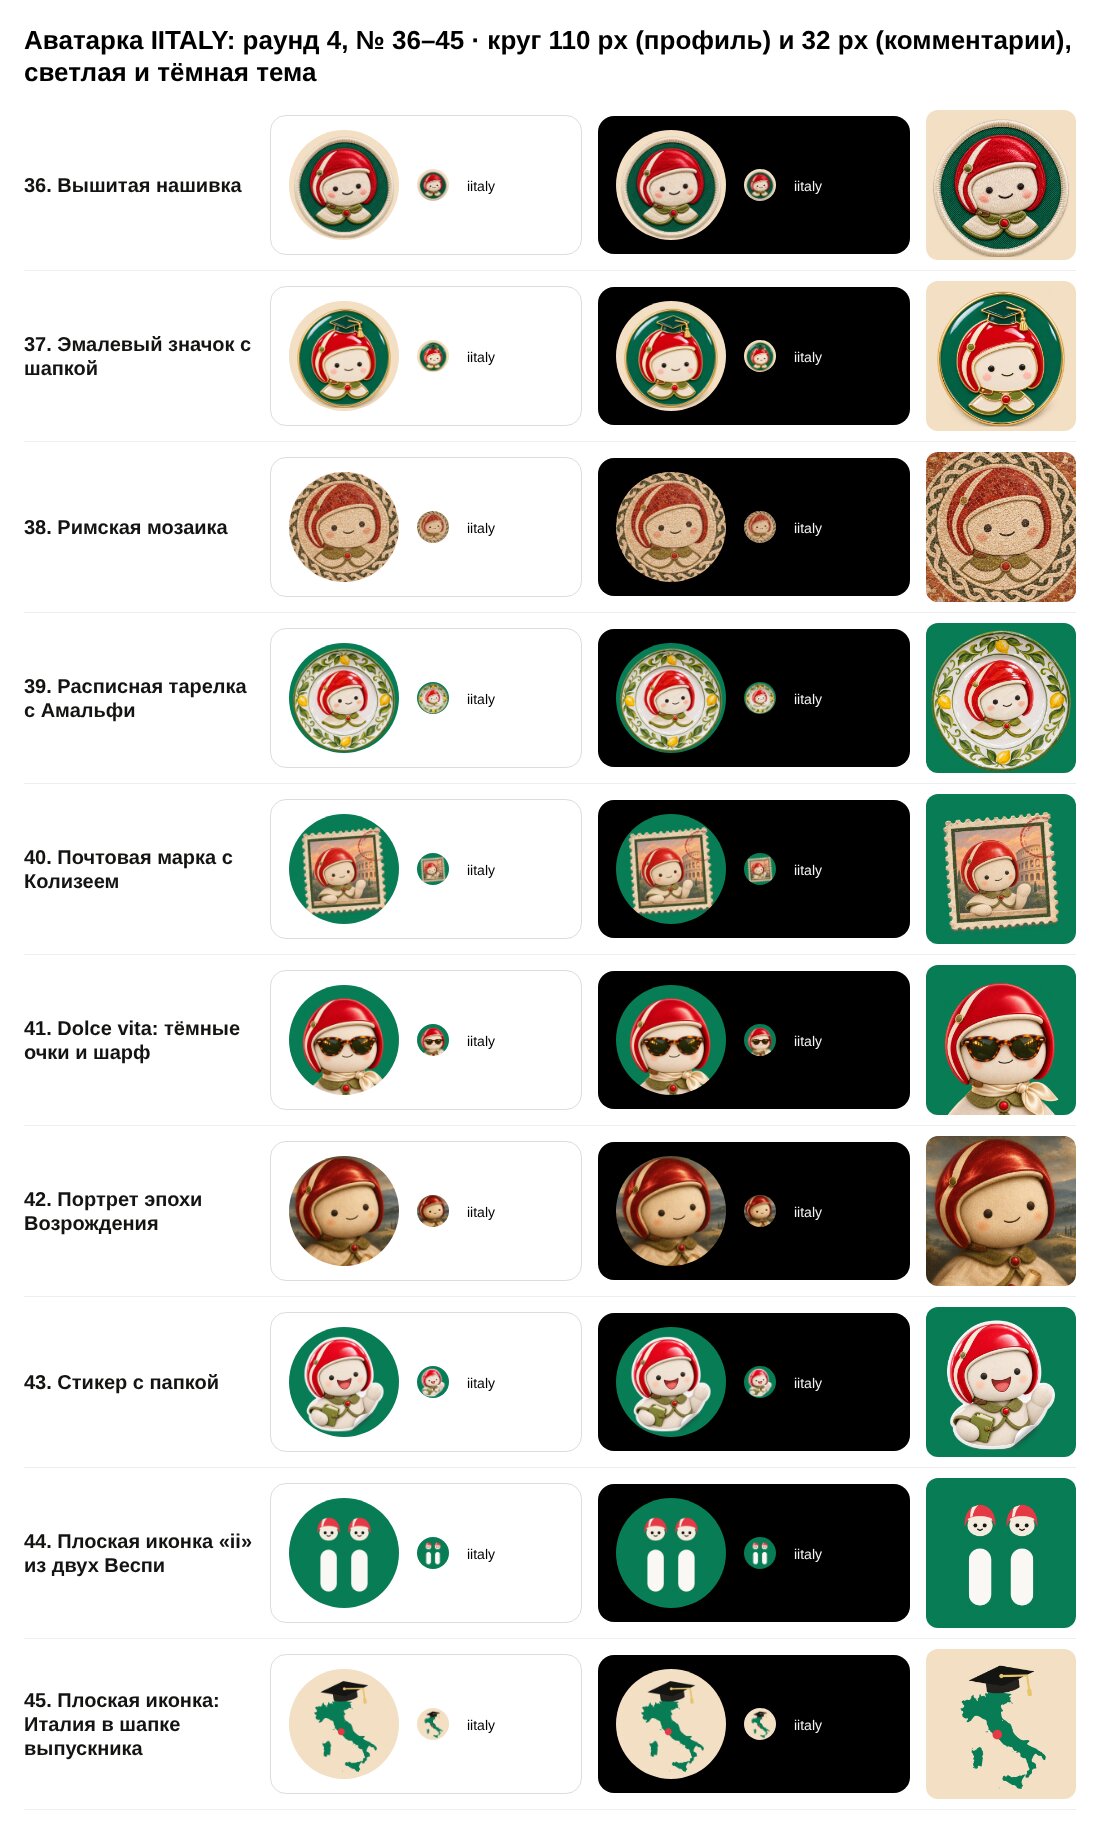 Аватарка IITALY: раунд 4, № 36–45 · круг 110 px (профиль) и 32 px (комментарии),
светлая и тёмная тема
36. Вышитая нашивка
iitaly
iitaly
37. Эмалевый значок с
шапкой
iitaly
iitaly
38. Римская мозаика
iitaly
iitaly
39. Расписная тарелка
с Амальфи
iitaly
iitaly
40. Почтовая марка с
Колизеем
iitaly
iitaly
41. Dolce vita: тёмные
очки и шарф
iitaly
iitaly
42. Портрет эпохи
Возрождения
iitaly
iitaly
43. Стикер с папкой
iitaly
iitaly
44. Плоская иконка «ii»
из двух Веспи
iitaly
iitaly
45. Плоская иконка:
Италия в шапке
выпускника
iitaly
iitaly